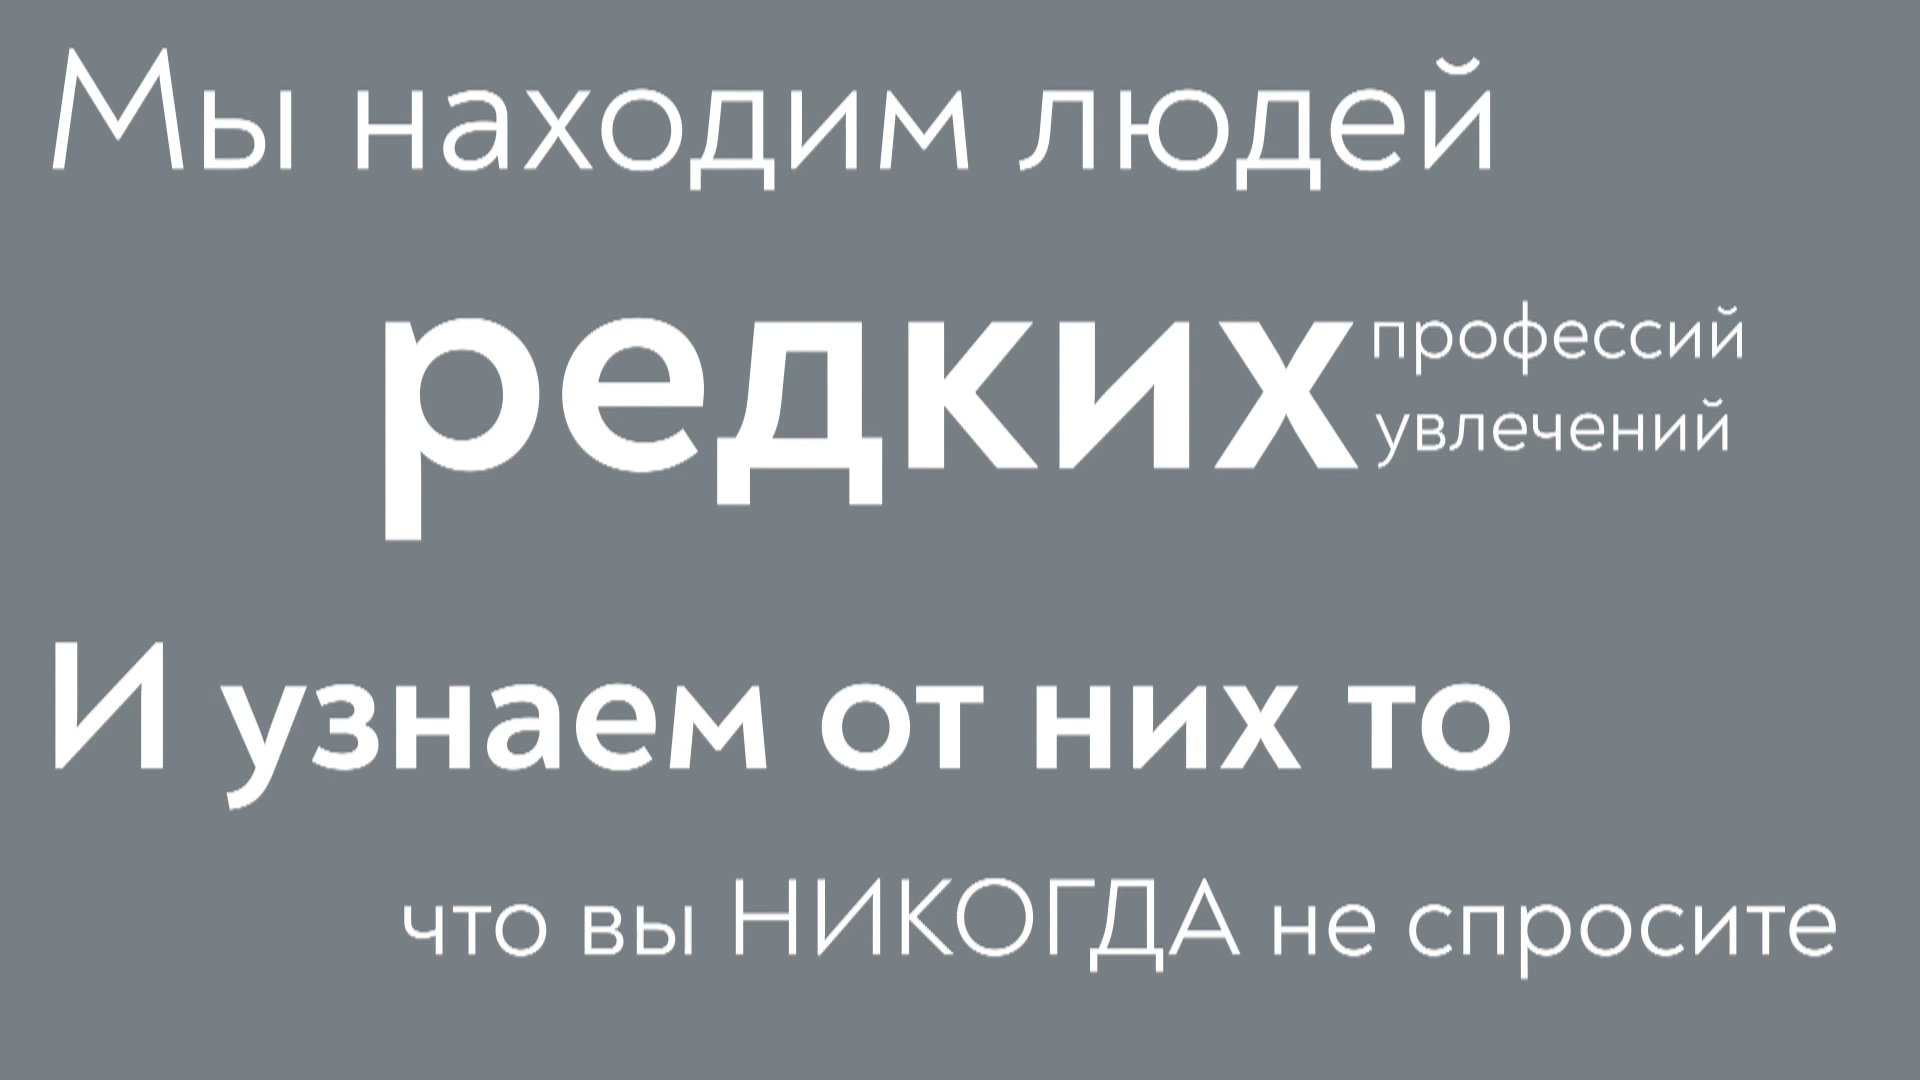 Мы находим людей
редких профессий
увлечений
И узнаем от них то
что вы НИКОГДА не спросите